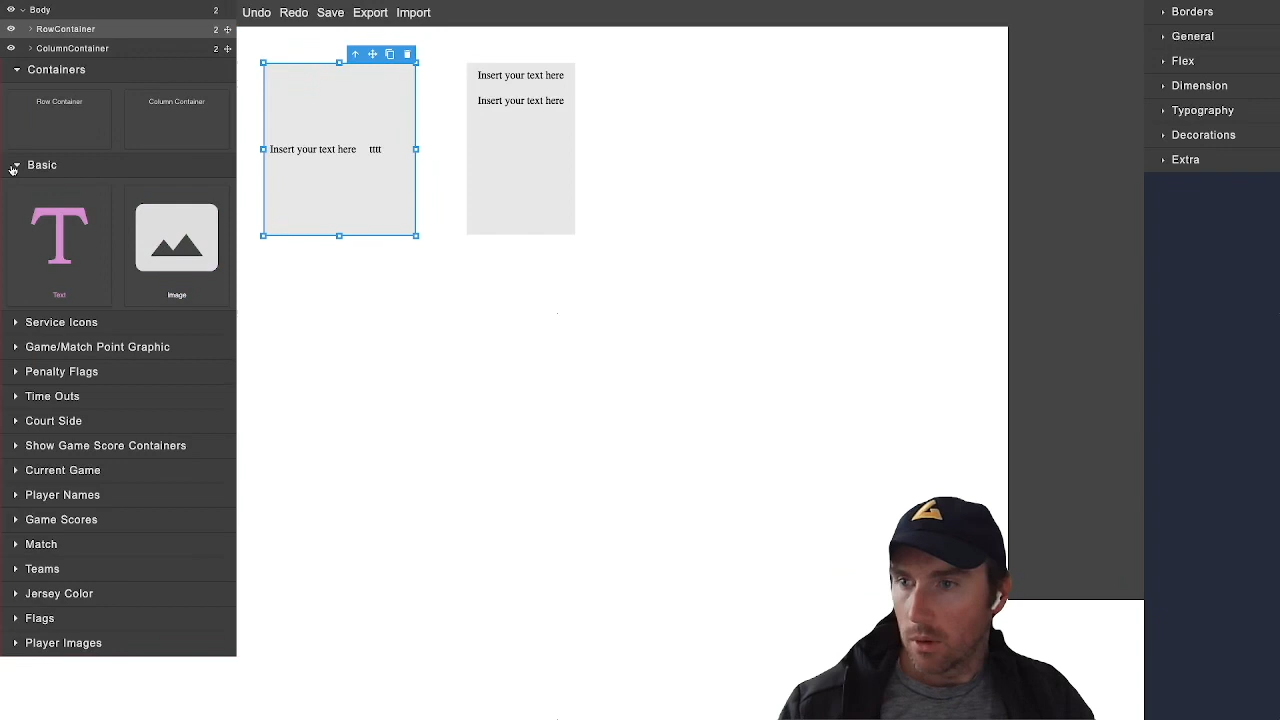 Body 2
RowContainer 2
ColumnContainer 2
Containers
Row Container Column Container
Basic
Text Image
Service Icons
Game/Match Point Graphic
Penalty Flags
Time Outs
Court Side
Show Game Score Containers
Current Game
Player Names
Game Scores
Match
Teams
Jersey Color
Flags
Player Images
Undo Redo Save Export Import
Insert your text here tttt
Insert your text here
Insert your text here
Borders
General
Flex
Dimension
Typography
Decorations
Extra